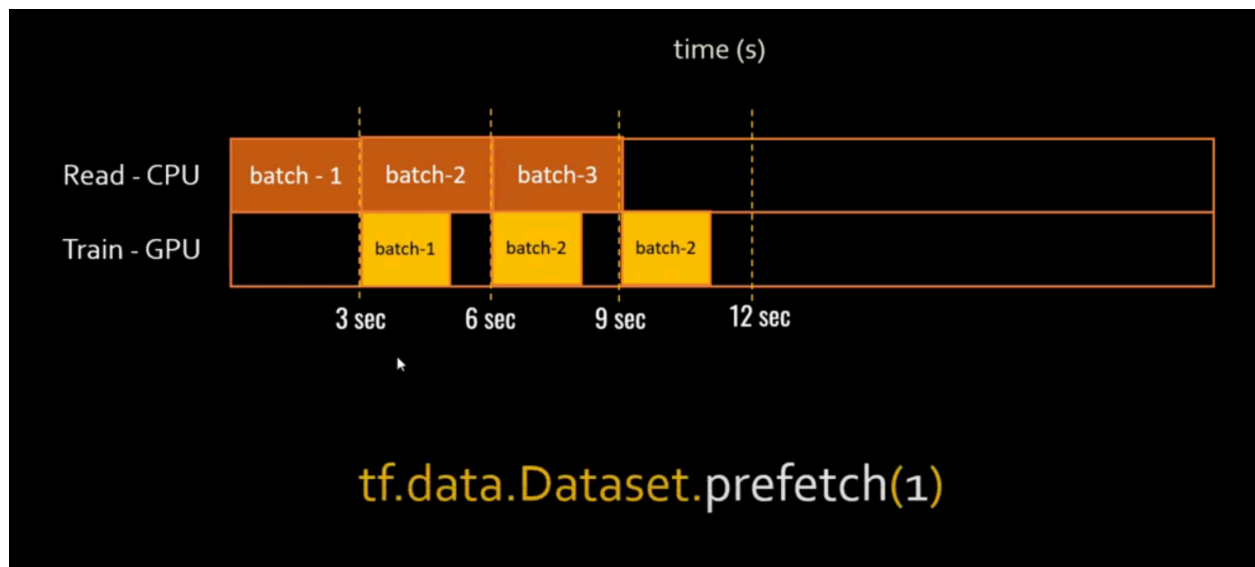 time (s)
Read - CPU batch - 1 batch-2 batch-3
Train - GPU batch-1 batch-2 batch-2
3 sec 6 sec 9 sec 12 sec
tf.data.Dataset.prefetch(1)